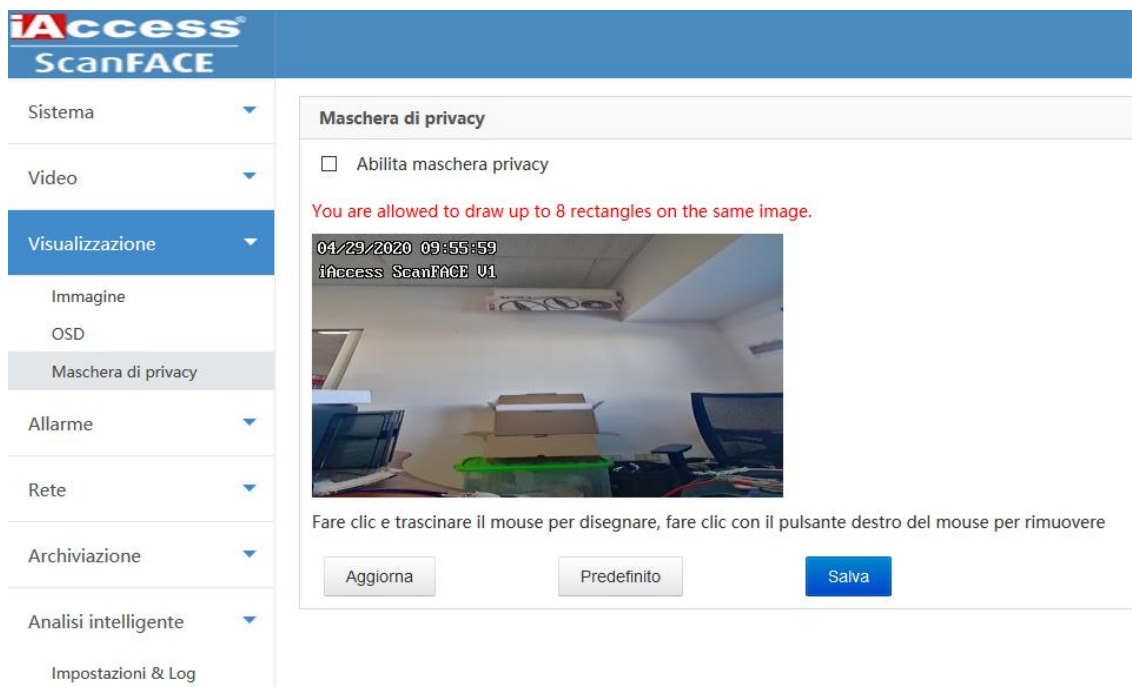 iAccess®
ScanFACE
Sistema
Video
Visualizzazione
Immagine
OSD
Maschera di privacy
Allarme
Rete
Archiviazione
Analisi intelligente
Impostazioni & Log
Maschera di privacy
Abilita maschera privacy
You are allowed to draw up to 8 rectangles on the same image.
04/29/2020 09:55:59
iAccess ScanFACE V1
Fare clic e trascinare il mouse per disegnare, fare clic con il pulsante destro del mouse per rimuovere
Aggiorna
Predefinito
Salva